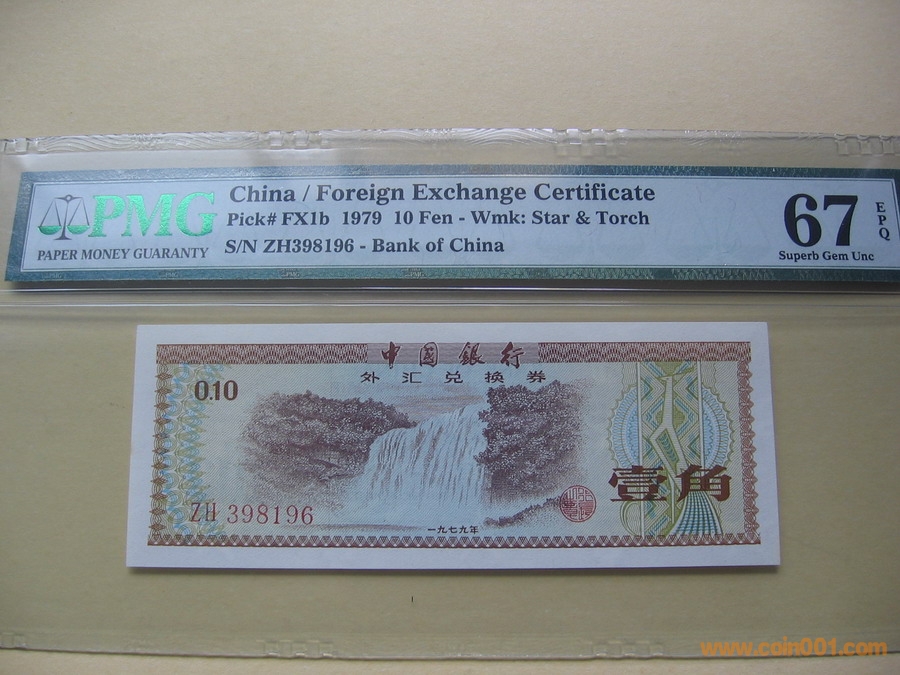 China / Foreign Exchange Certificate
PMG
Pick# FX1b 1979 10 Fen - Wmk: Star & Torch
PAPER MONEY GUARANTY
S/N ZH398196 - Bank of China
67
EPQ
Superb Gem Unc
中國銀行
外汇兑换券
0.10
壹角
ZH 398196
一九七九年
www.coin001.com